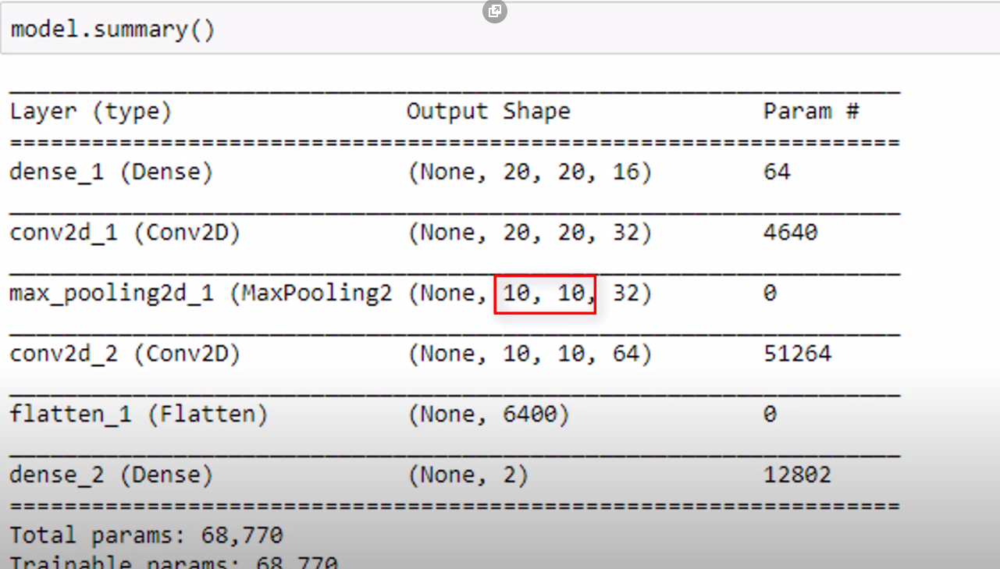 model.summary()
_________________________________________________________________
Layer (type)                 Output Shape              Param #
=================================================================
dense_1 (Dense)              (None, 20, 20, 16)        64
_________________________________________________________________
conv2d_1 (Conv2D)            (None, 20, 20, 32)        4640
_________________________________________________________________
max_pooling2d_1 (MaxPooling2 (None, 10, 10, 32)        0
_________________________________________________________________
conv2d_2 (Conv2D)            (None, 10, 10, 64)        51264
_________________________________________________________________
flatten_1 (Flatten)          (None, 6400)              0
_________________________________________________________________
dense_2 (Dense)              (None, 2)                 12802
=================================================================
Total params: 68,770
Trainable params: 68,770